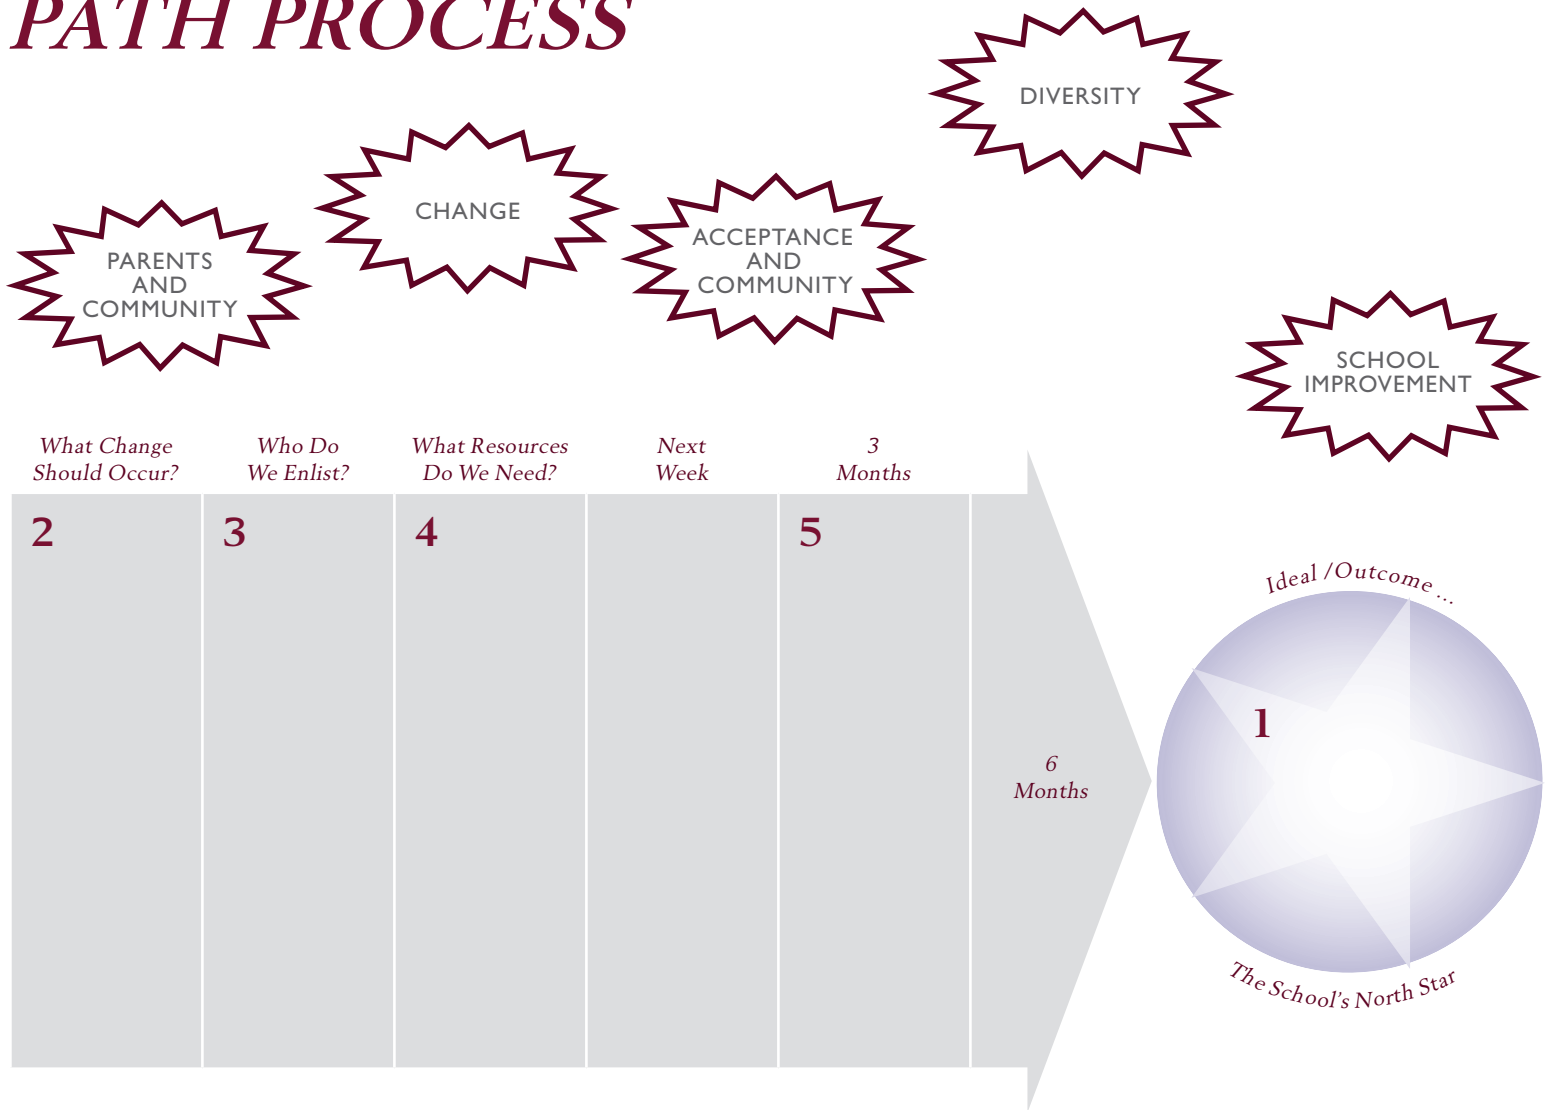 PATH PROCESS
DIVERSITY
CHANGE
ACCEPTANCE
AND
COMMUNITY
PARENTS
AND
COMMUNITY
SCHOOL
IMPROVEMENT
What Change
Should Occur?
Who Do
We Enlist?
What Resources
Do We Need?
Next
Week
3
Months
2
3
4
5
6
Months
Ideal /Outcome ...
1
The School's North Star